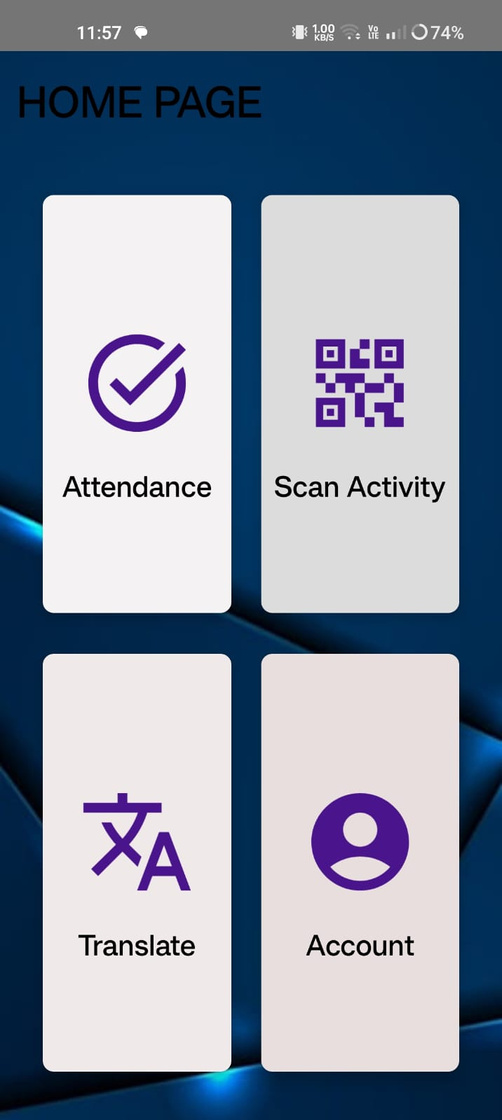 11:57
1.00 KB/S
Vo LTE
74%
HOME PAGE
Attendance
Scan Activity
Translate
Account